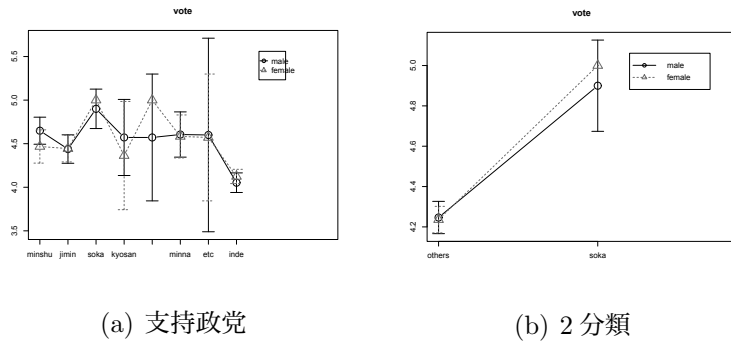 vote
5.5
5.0
4.5
4.0
3.5
male
female
minshu jimin soka kyosan minna etc inde
(a) 支持政党
vote
5.0
4.8
4.6
4.4
4.2
male
female
others soka
(b) 2 分類